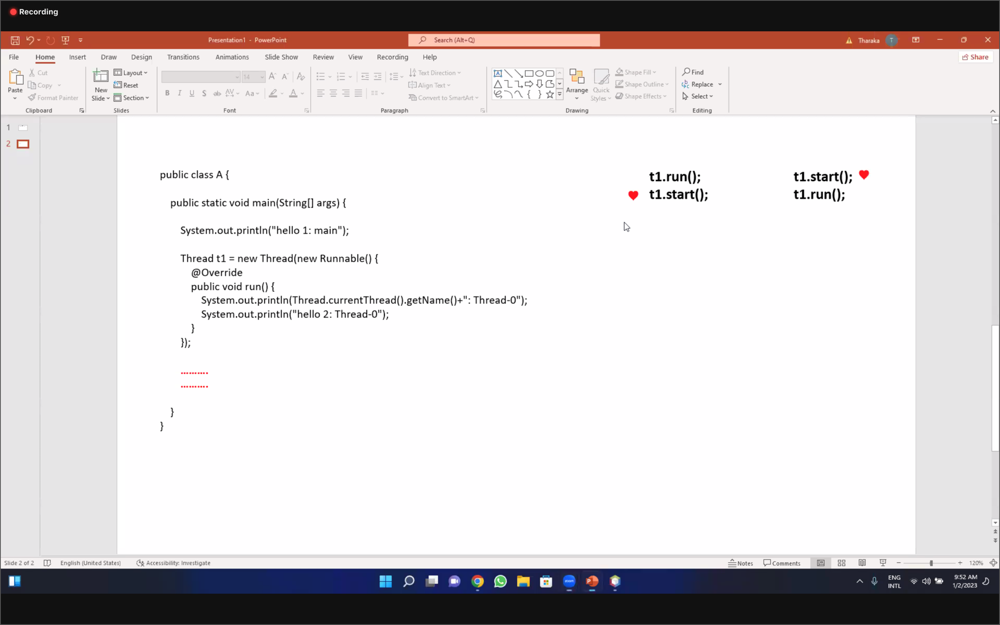 Recording
Presentation1 - PowerPoint
Search (Alt+Q)
Tharaka
T
File Home Insert Draw Design Transitions Animations Slide Show Review View Recording Help
Share
Paste
Cut
Copy
Format Painter
Clipboard
New Slide
Layout
Reset
Section
Slides
14
Font
Text Direction
Align Text
Convert to SmartArt
Paragraph
Arrange
Quick Styles
Shape Fill
Shape Outline
Shape Effects
Drawing
Find
Replace
Select
Editing
1
2
public class A {
public static void main(String[] args) {
System.out.println("hello 1: main");
Thread t1 = new Thread(new Runnable() {
@Override
public void run() {
System.out.println(Thread.currentThread().getName()+": Thread-0");
System.out.println("hello 2: Thread-0");
}
});
..........
..........
}
}
t1.run();
t1.start();
t1.start();
t1.run();
Slide 2 of 2
English (United States)
Accessibility: Investigate
Notes
Comments
120%
zoom
ENG
INTL
9:52 AM
1/2/2023